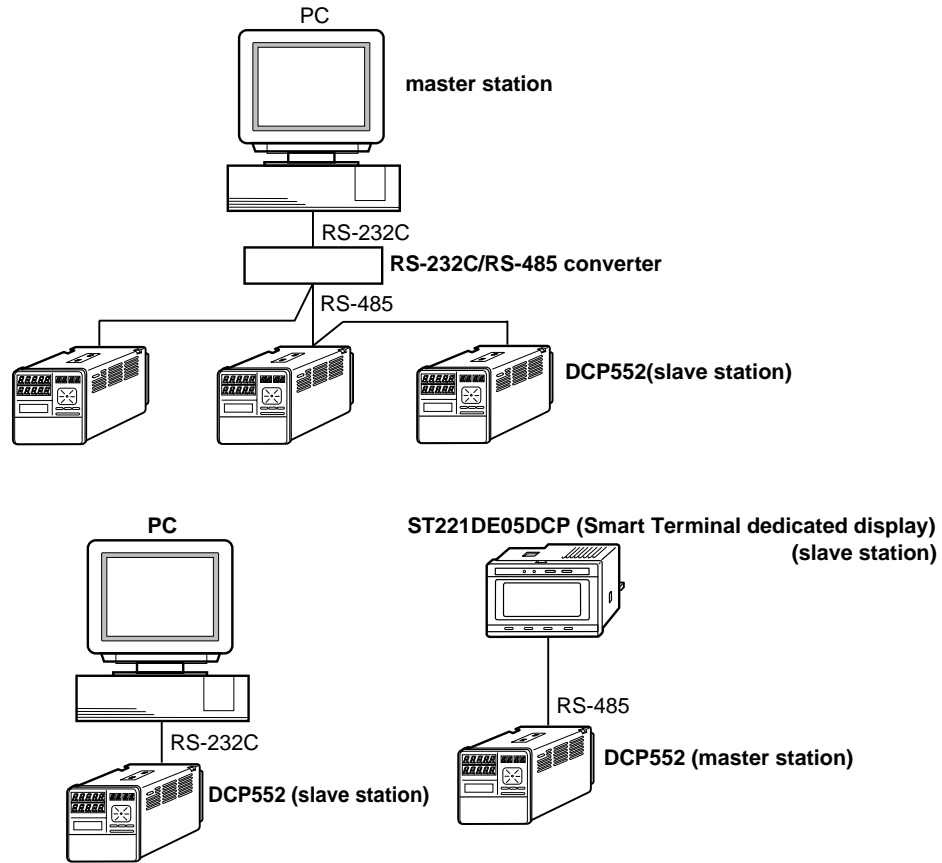 PC
master station
RS-232C
RS-232C/RS-485 converter
RS-485
DCP552(slave station)
PC
RS-232C
DCP552 (slave station)
ST221DE05DCP (Smart Terminal dedicated display)
(slave station)
RS-485
DCP552 (master station)